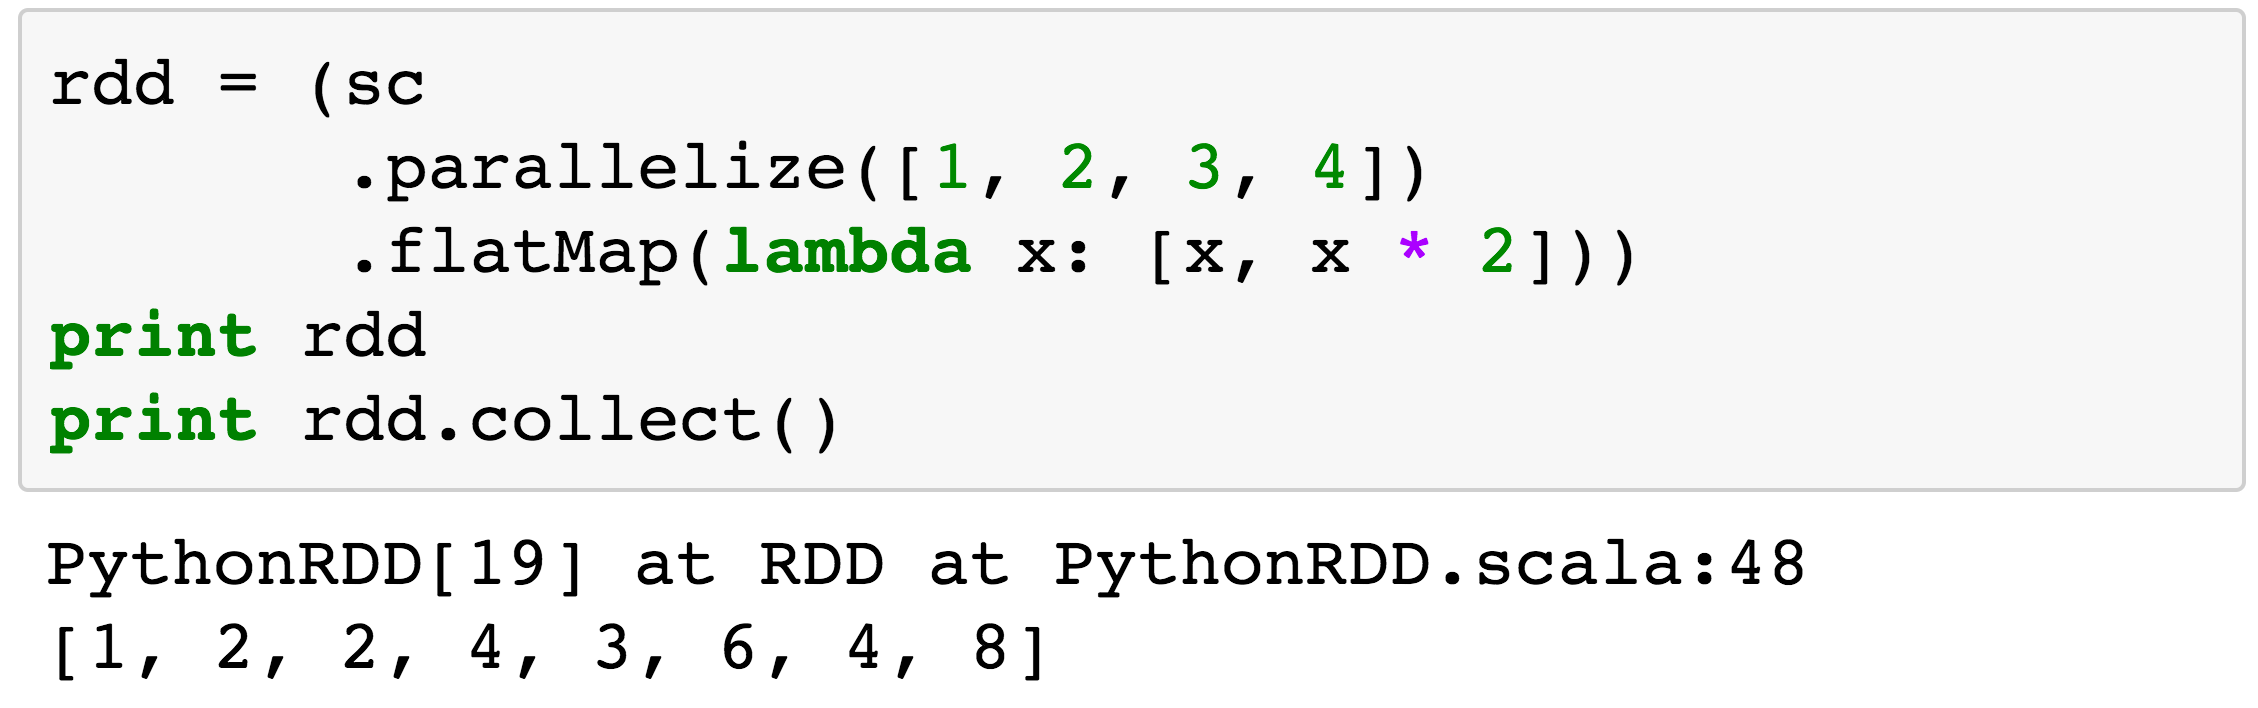 rdd = (sc
       .parallelize([1, 2, 3, 4])
       .flatMap(lambda x: [x, x * 2]))
print rdd
print rdd.collect()
PythonRDD[19] at RDD at PythonRDD.scala:48
[1, 2, 2, 4, 3, 6, 4, 8]